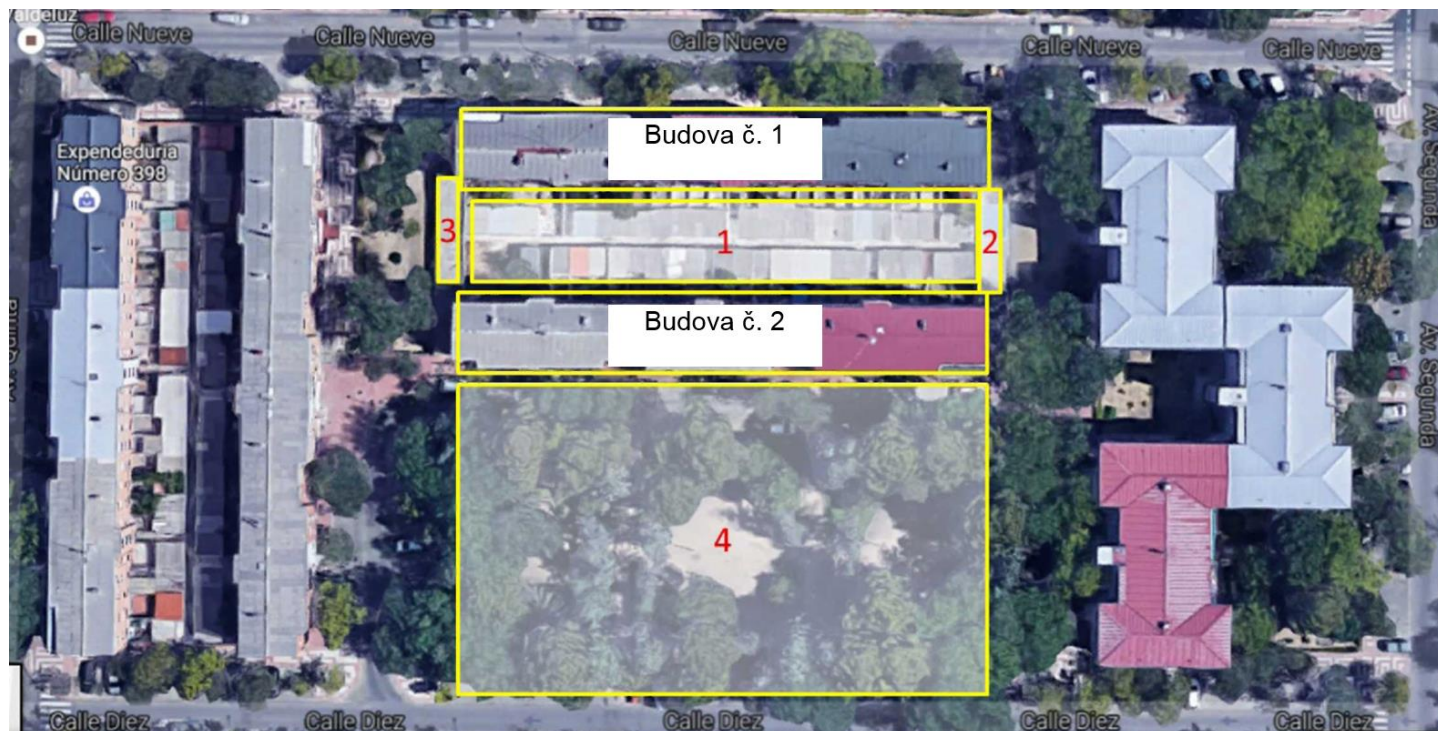 Calle Nueve
Calle Nueve
Calle Nueve
Calle Nueve
Calle Nueve
Expendeduría
Número 398
Budova č. 1
3
1
2
Budova č. 2
4
Av. Segunda
Av. Segunda
Calle Diez
Calle Diez
Calle Diez
Calle Diez
Calle Diez